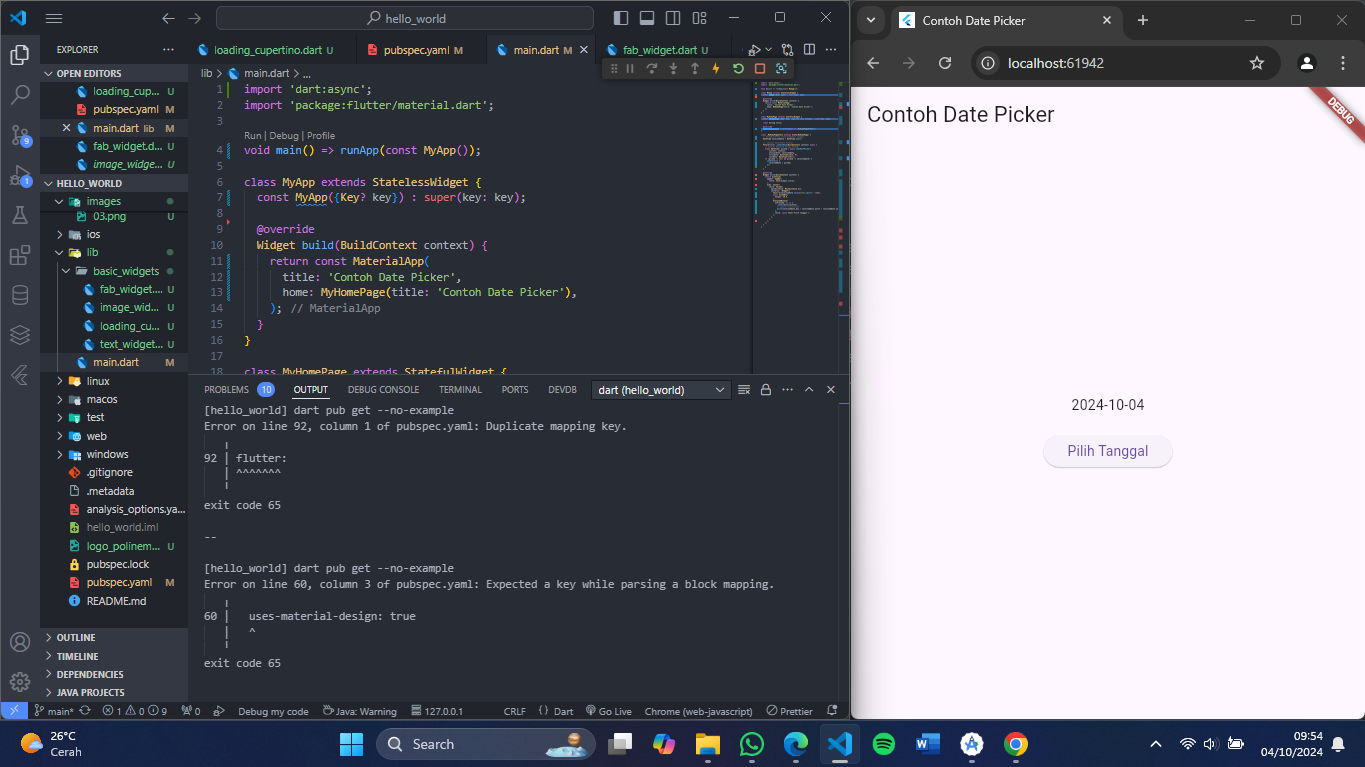 hello_world
Contoh Date Picker
localhost:61942
EXPLORER
loading_cupertino.dart U
pubspec.yaml M
main.dart M
fab_widget.dart U
OPEN EDITORS
loading_cup... U
pubspec.yaml M
main.dart lib M
fab_widget.d... U
image_widge... U
9
1
HELLO_WORLD
images
03.png U
ios
lib
basic_widgets
fab_widget.... U
image_wid... U
loading_cu... U
text_widget... U
main.dart M
linux
macos
test
web
windows
.gitignore
.metadata
analysis_options.ya...
hello_world.iml
logo_polinem... U
pubspec.lock
pubspec.yaml M
README.md
OUTLINE
TIMELINE
DEPENDENCIES
JAVA PROJECTS
lib > main.dart > ...
1 import 'dart:async';
2 import 'package:flutter/material.dart';
3
Run | Debug | Profile
4 void main() => runApp(const MyApp());
5
6 class MyApp extends StatelessWidget {
7 const MyApp({Key? key}) : super(key: key);
8
9 @override
10 Widget build(BuildContext context) {
11 return const MaterialApp(
12 title: 'Contoh Date Picker',
13 home: MyHomePage(title: 'Contoh Date Picker'),
14 ); // MaterialApp
15 }
16 }
17
18 class MyHomePage extends StatefulWidget {
PROBLEMS 10 OUTPUT DEBUG CONSOLE TERMINAL PORTS DEVDB dart (hello_world)
[hello_world] dart pub get --no-example
Error on line 92, column 1 of pubspec.yaml: Duplicate mapping key.
92 | flutter:
| ^^^^^^^
exit code 65
--
[hello_world] dart pub get --no-example
Error on line 60, column 3 of pubspec.yaml: Expected a key while parsing a block mapping.
60 | uses-material-design: true
| ^
exit code 65
main* 1 0 9 0 Debug my code Java: Warning 127.0.0.1 CRLF {} Dart Go Live Chrome (web-javascript) Prettier
Contoh Date Picker
DEBUG
2024-10-04
Pilih Tanggal
26°C
Cerah
Search
09:54
04/10/2024